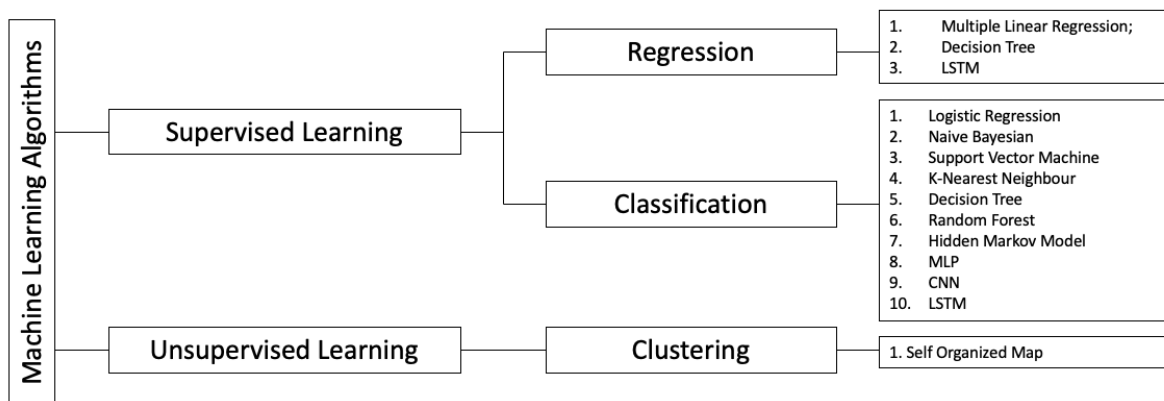 Machine Learning Algorithms
Supervised Learning
Regression
1. Multiple Linear Regression;
2. Decision Tree
3. LSTM
Classification
1. Logistic Regression
2. Naive Bayesian
3. Support Vector Machine
4. K-Nearest Neighbour
5. Decision Tree
6. Random Forest
7. Hidden Markov Model
8. MLP
9. CNN
10. LSTM
Unsupervised Learning
Clustering
1. Self Organized Map